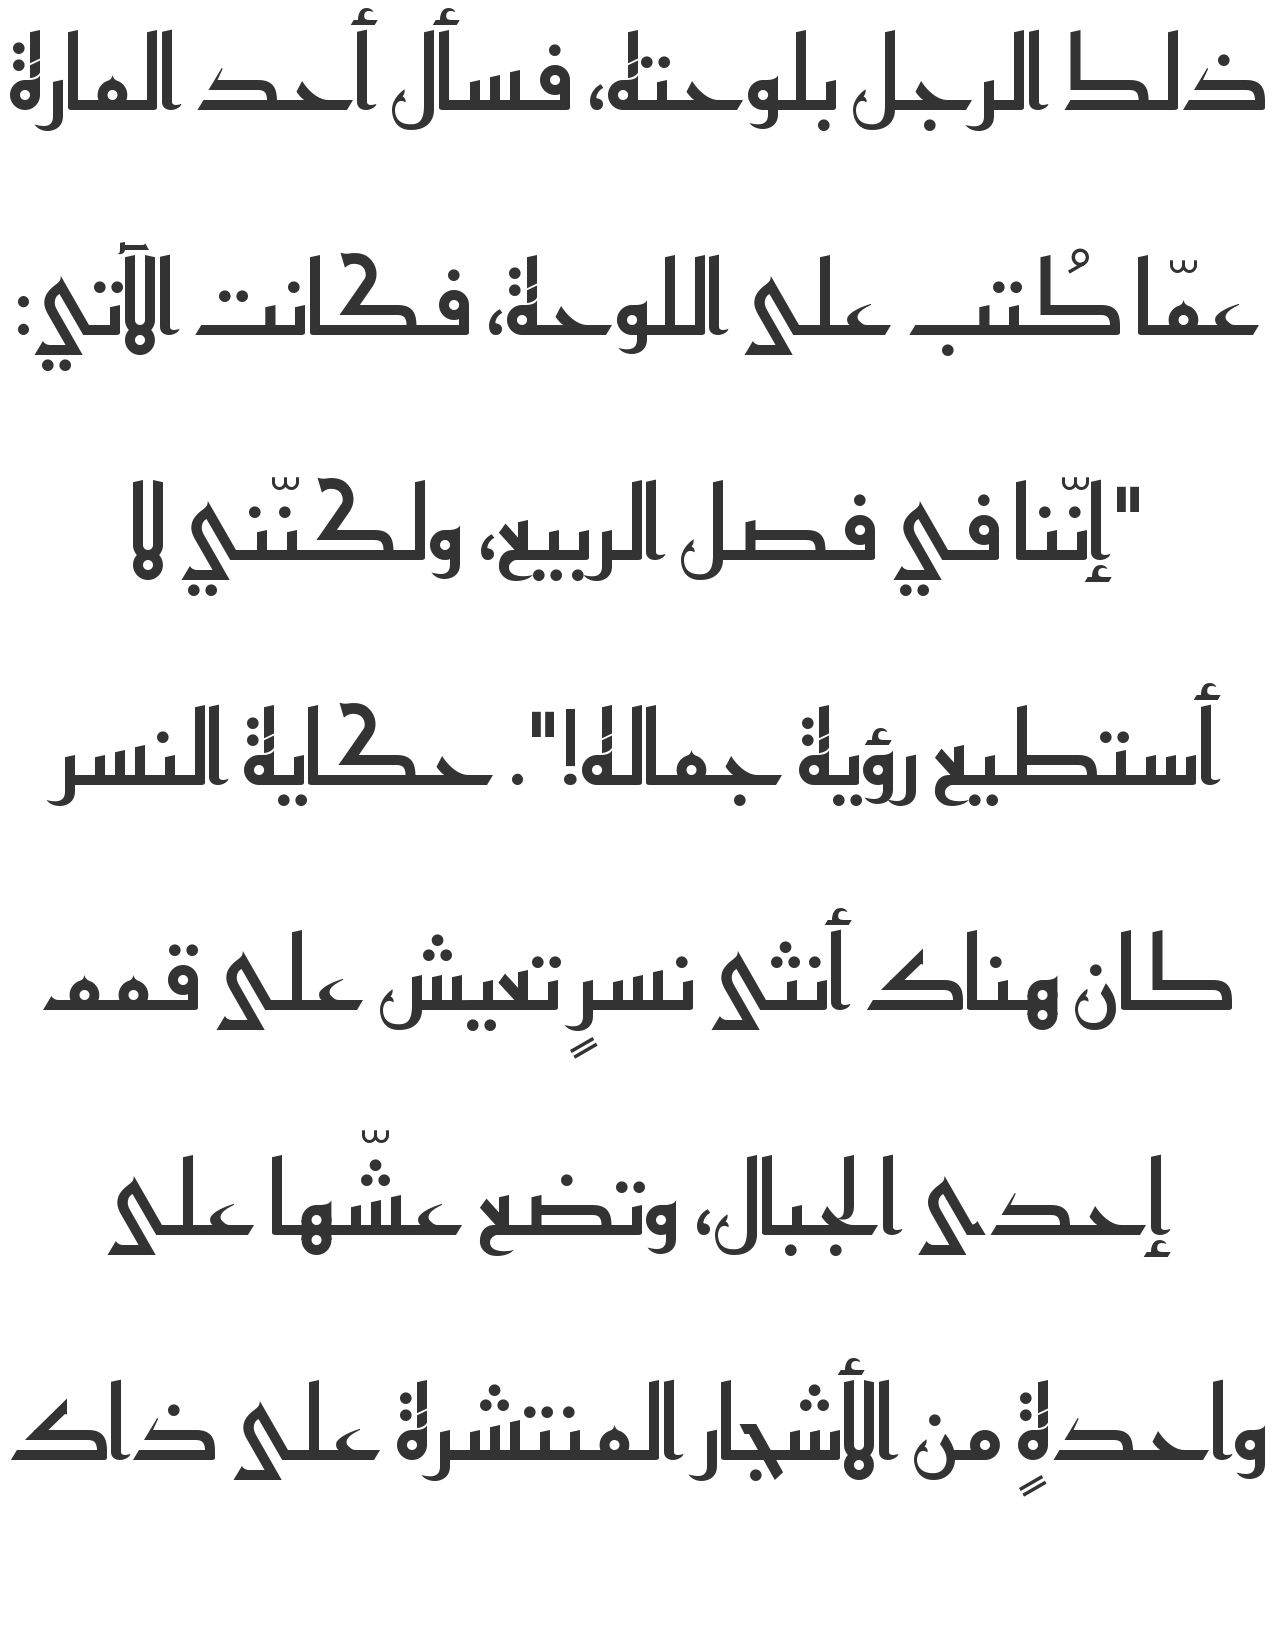 ذلك الرجل بلوحته، فسأل أحد المارة
عمّا كُتب على اللوحة، فكانت الآتي:
"إنّنا في فصل الربيع، ولكنّني لا
أستطيع رؤية جماله!". حكاية النسر
كان هناك أنثى نسرٍ تعيش على قمم
إحدى الجبال، وتضع عشّها على
واحدةٍ من الأشجار المنتشرة على ذاك